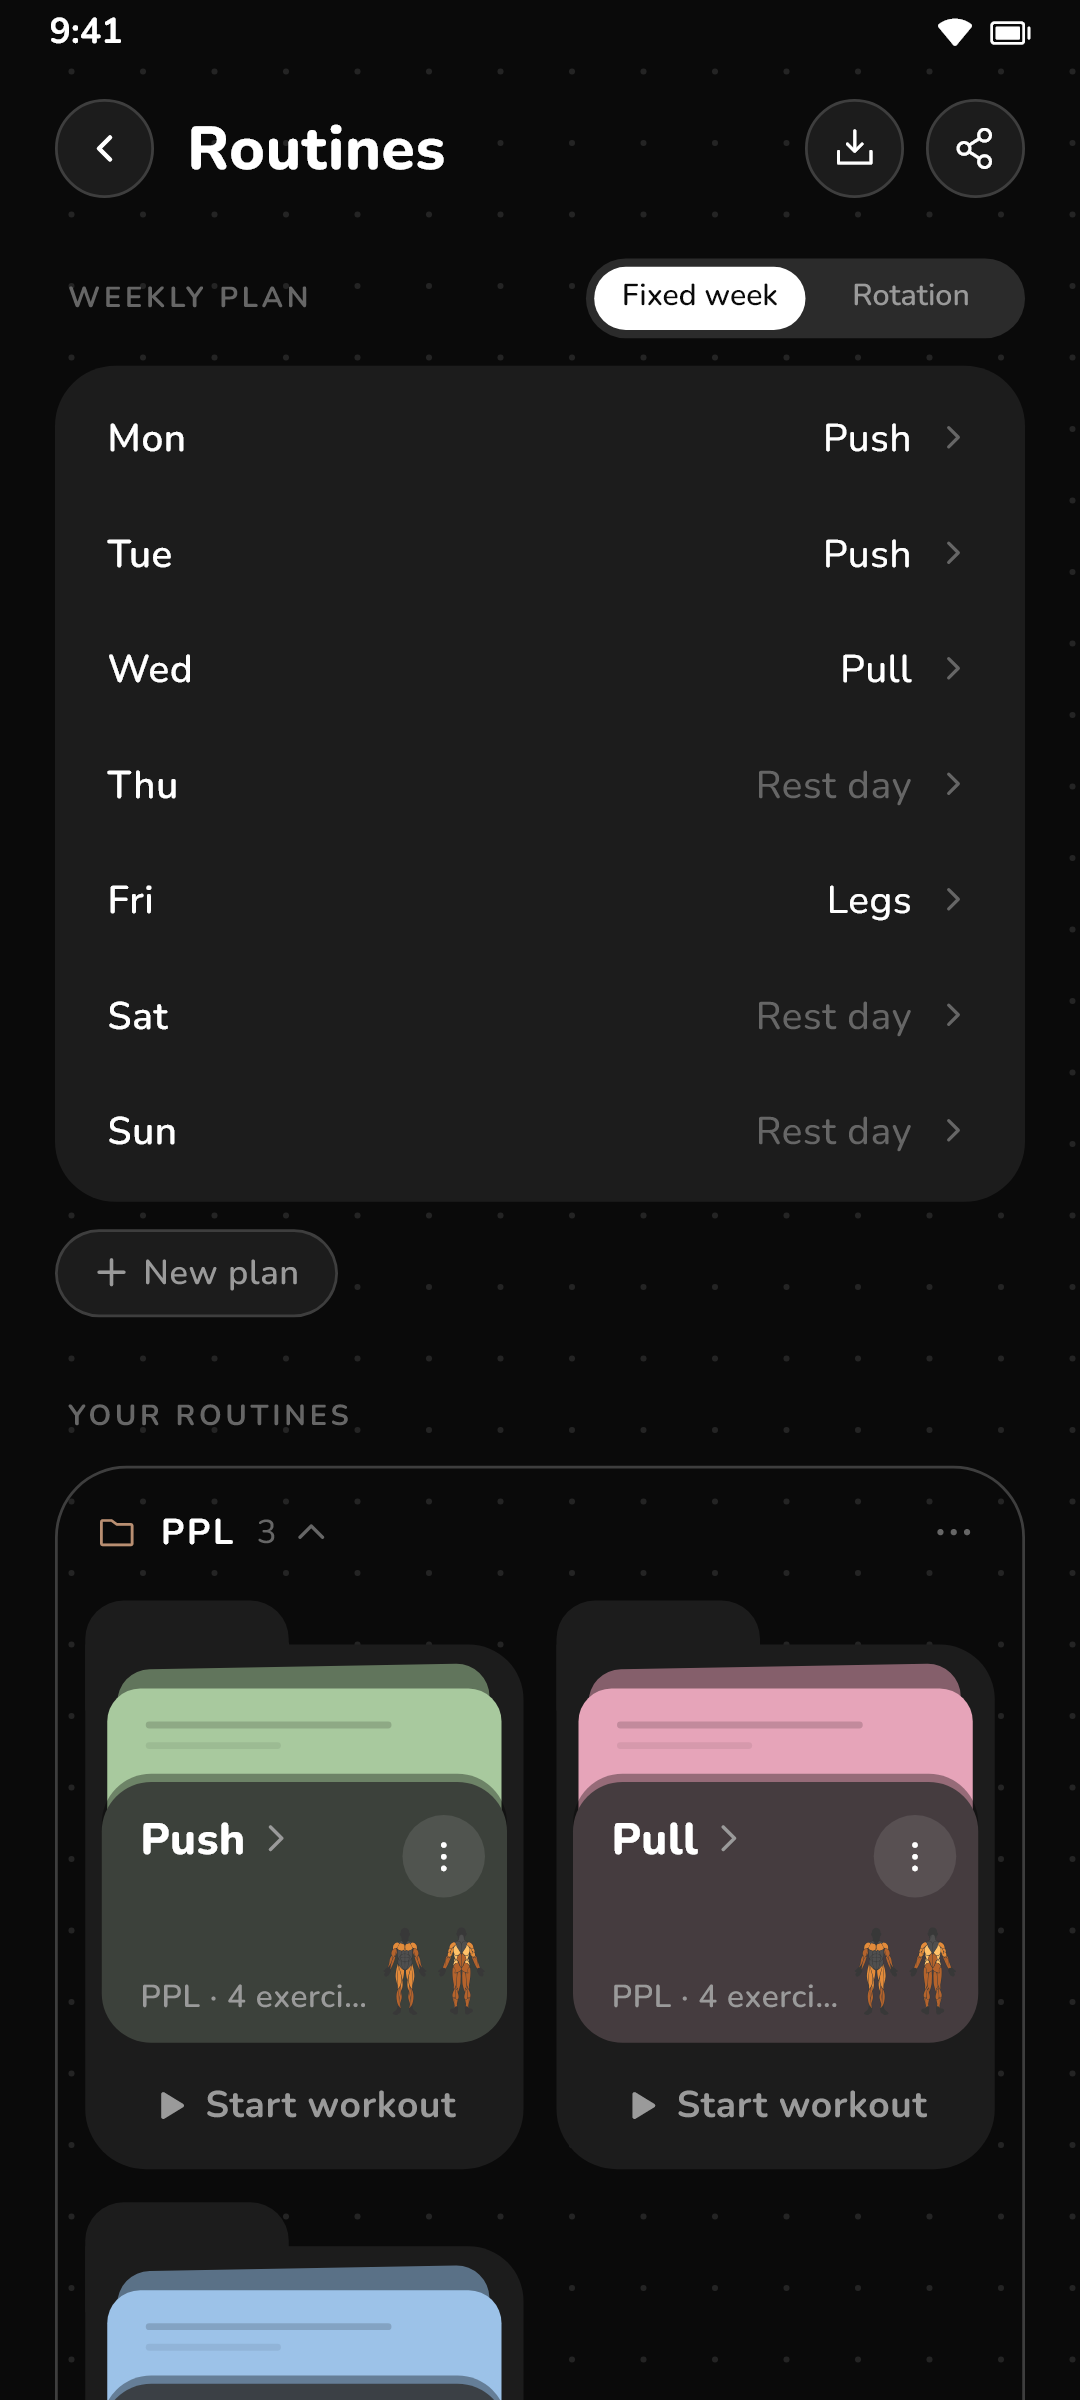 9:41
Routines
WEEKLY PLAN
Fixed week
Rotation
Mon
Push
Tue
Push
Wed
Pull
Thu
Rest day
Fri
Legs
Sat
Rest day
Sun
Rest day
New plan
YOUR ROUTINES
PPL 3
Push
PPL · 4 exerci...
Start workout
Pull
PPL · 4 exerci...
Start workout